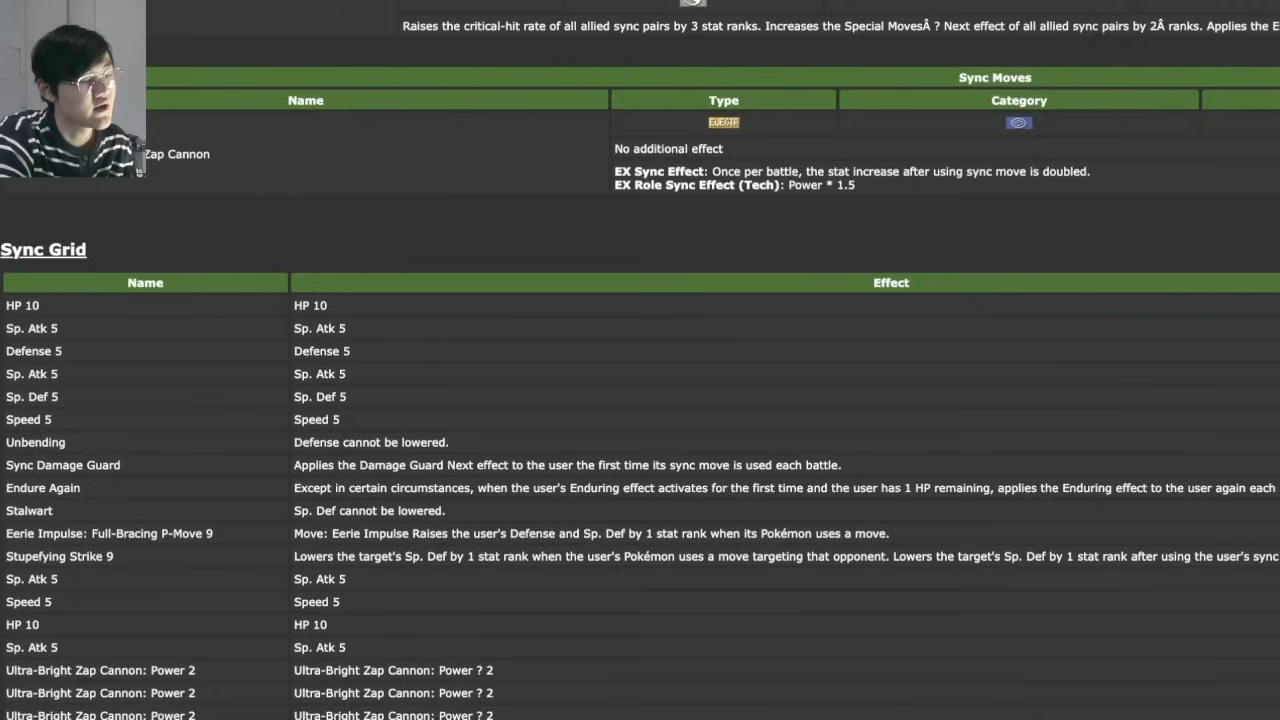 Raises the critical-hit rate of all allied sync pairs by 3 stat ranks. Increases the Special MovesÂ ? Next effect of all allied sync pairs by 2Â ranks. Applies the E
Sync Moves
Name Type Category
ELECTR
Zap Cannon
No additional effect
EX Sync Effect: Once per battle, the stat increase after using sync move is doubled.
EX Role Sync Effect (Tech): Power * 1.5
Sync Grid
Name Effect
HP 10 HP 10
Sp. Atk 5 Sp. Atk 5
Defense 5 Defense 5
Sp. Atk 5 Sp. Atk 5
Sp. Def 5 Sp. Def 5
Speed 5 Speed 5
Unbending Defense cannot be lowered.
Sync Damage Guard Applies the Damage Guard Next effect to the user the first time its sync move is used each battle.
Endure Again Except in certain circumstances, when the user's Enduring effect activates for the first time and the user has 1 HP remaining, applies the Enduring effect to the user again each
Stalwart Sp. Def cannot be lowered.
Eerie Impulse: Full-Bracing P-Move 9 Move: Eerie Impulse Raises the user's Defense and Sp. Def by 1 stat rank when its Pokémon uses a move.
Stupefying Strike 9 Lowers the target's Sp. Def by 1 stat rank when the user's Pokémon uses a move targeting that opponent. Lowers the target's Sp. Def by 1 stat rank after using the user's sync
Sp. Atk 5 Sp. Atk 5
Speed 5 Speed 5
HP 10 HP 10
Sp. Atk 5 Sp. Atk 5
Ultra-Bright Zap Cannon: Power 2 Ultra-Bright Zap Cannon: Power ? 2
Ultra-Bright Zap Cannon: Power 2 Ultra-Bright Zap Cannon: Power ? 2
Ultra-Bright Zap Cannon: Power 2 Ultra-Bright Zap Cannon: Power ? 2